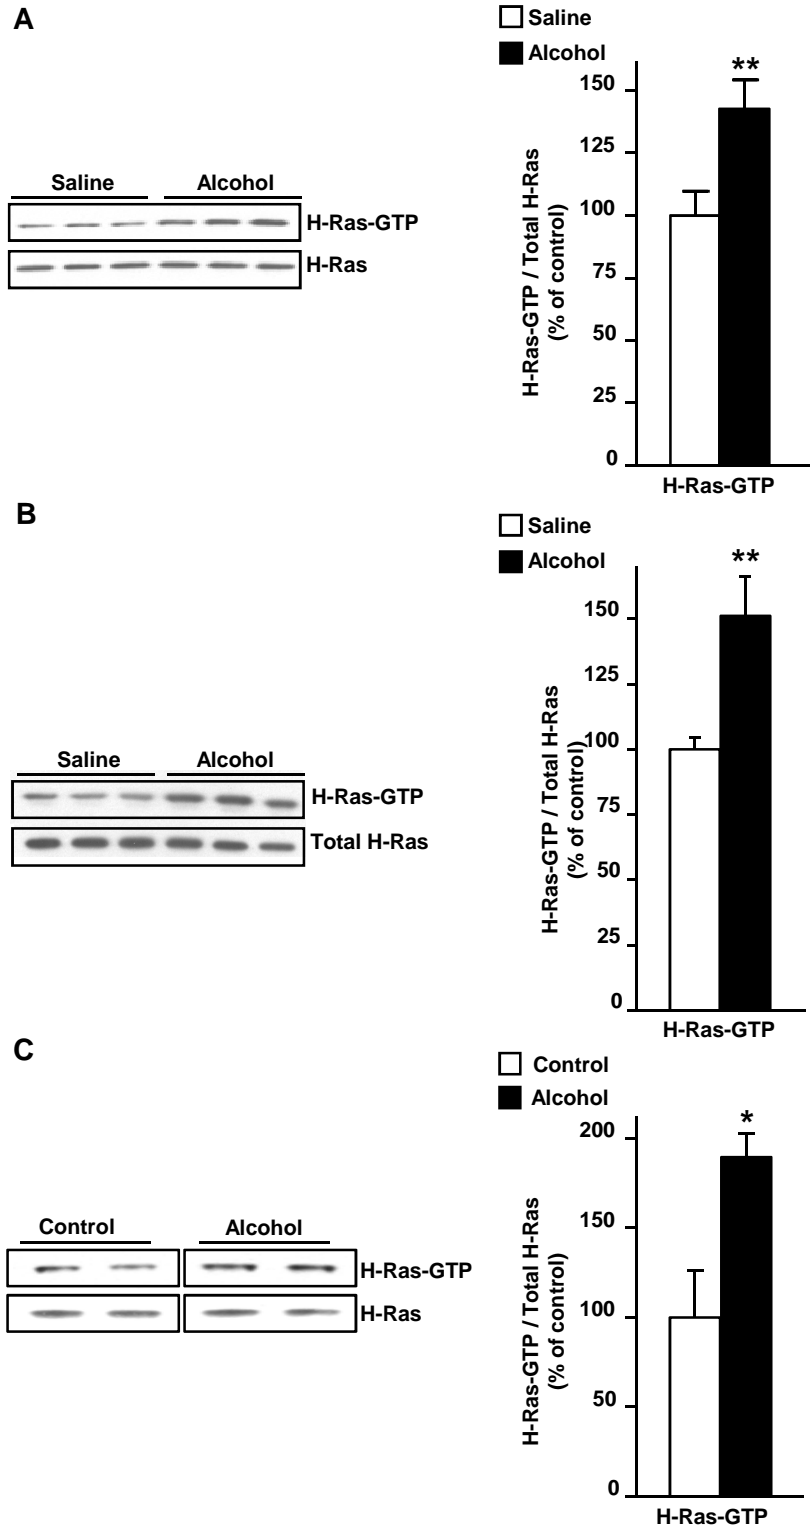 A
Saline
Alcohol
Saline Alcohol
H-Ras-GTP
H-Ras
**
150
125
100
75
50
25
0
H-Ras-GTP / Total H-Ras
(% of control)
H-Ras-GTP
B
Saline
Alcohol
Saline Alcohol
H-Ras-GTP
Total H-Ras
**
150
125
100
75
50
25
0
H-Ras-GTP / Total H-Ras
(% of control)
H-Ras-GTP
C
Control
Alcohol
Control Alcohol
H-Ras-GTP
H-Ras
*
200
150
100
50
0
H-Ras-GTP / Total H-Ras
(% of control)
H-Ras-GTP